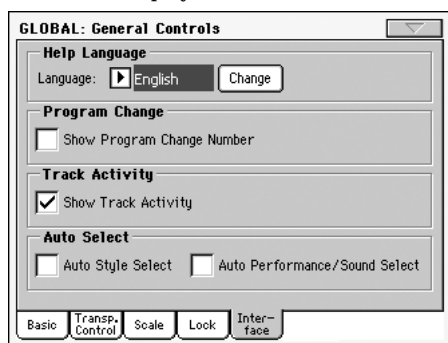 GLOBAL: General Controls
Help Language
Language: English Change
Program Change
Show Program Change Number
Track Activity
Show Track Activity
Auto Select
Auto Style Select Auto Performance/Sound Select
Basic Transp. Control Scale Lock Inter-face